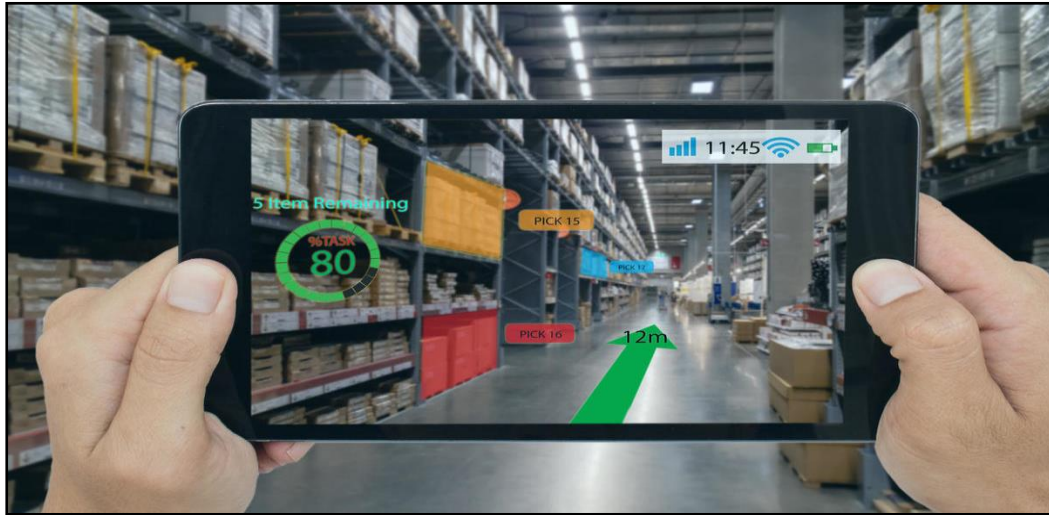 11:45
5 Item Remaining
PICK 15
%TASK
80
PICK 17
PICK 16
12m